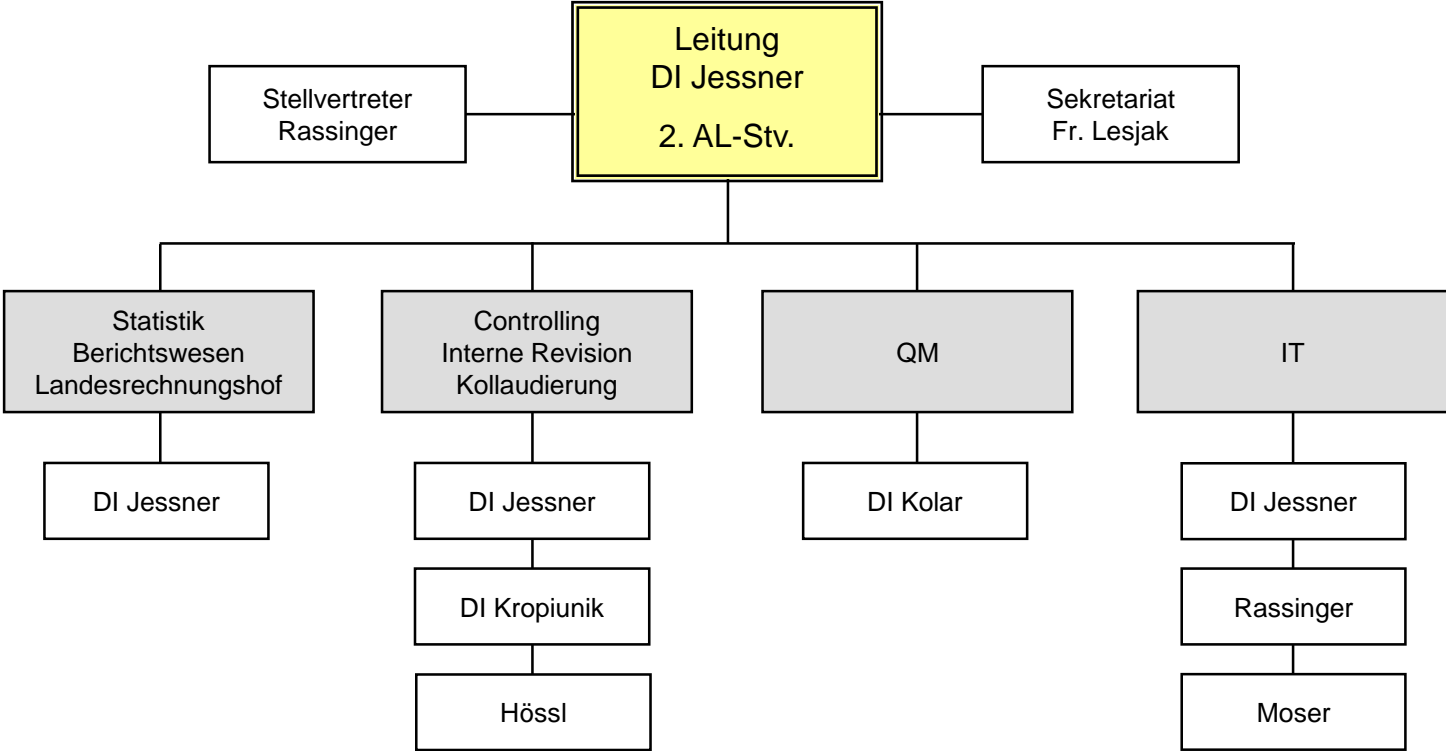 Leitung
DI Jessner
2. AL-Stv.
Stellvertreter
Rassinger
Sekretariat
Fr. Lesjak
Statistik
Berichtswesen
Landesrechnungshof
Controlling
Interne Revision
Kollaudierung
QM
IT
DI Jessner
DI Jessner
DI Kolar
DI Jessner
DI Kropiunik
Rassinger
Hössl
Moser